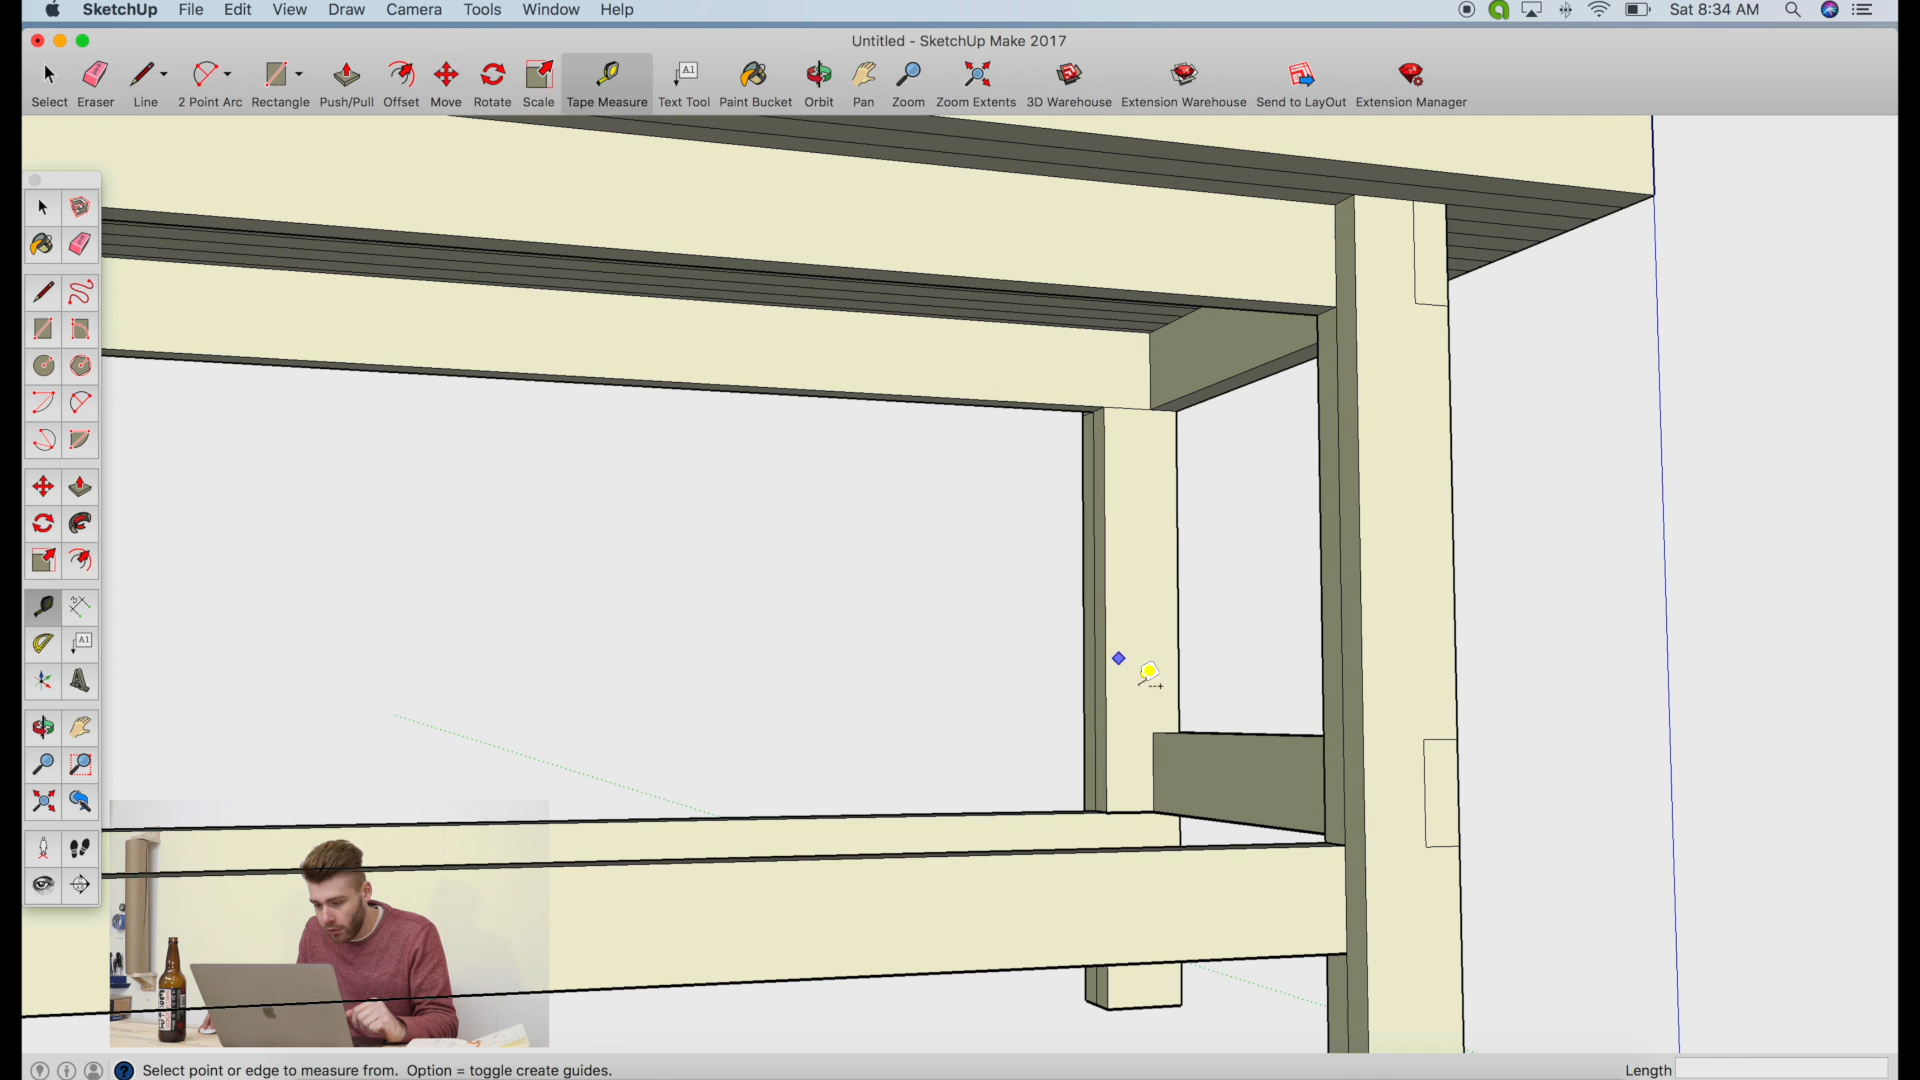 SketchUp File Edit View Draw Camera Tools Window Help Sat 8:34 AM
Untitled - SketchUp Make 2017
A1
Select Eraser Line 2 Point Arc Rectangle Push/Pull Offset Move Rotate Scale Tape Measure Text Tool Paint Bucket Orbit Pan Zoom Zoom Extents 3D Warehouse Extension Warehouse Send to LayOut Extension Manager
A1
Select point or edge to measure from. Option = toggle create guides. Length